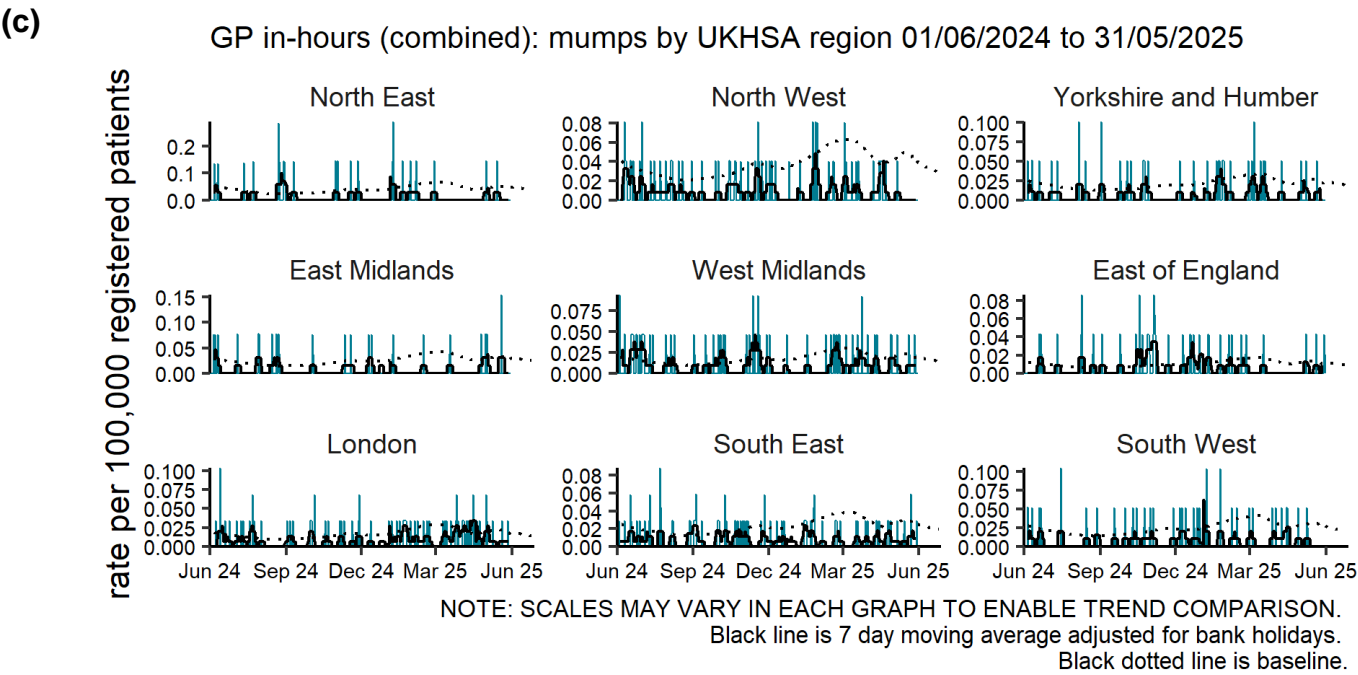 (c)
GP in-hours (combined): mumps by UKHSA region 01/06/2024 to 31/05/2025
rate per 100,000 registered patients
North East
0.2
0.1
0.0
North West
0.08
0.06
0.04
0.02
0.00
Yorkshire and Humber
0.100
0.075
0.050
0.025
0.000
East Midlands
0.15
0.10
0.05
0.00
West Midlands
0.075
0.050
0.025
0.000
East of England
0.08
0.06
0.04
0.02
0.00
London
0.100
0.075
0.050
0.025
0.000
Jun 24 Sep 24 Dec 24 Mar 25 Jun 25
South East
0.08
0.06
0.04
0.02
0.00
Jun 24 Sep 24 Dec 24 Mar 25 Jun 25
South West
0.100
0.075
0.050
0.025
0.000
Jun 24 Sep 24 Dec 24 Mar 25 Jun 25
NOTE: SCALES MAY VARY IN EACH GRAPH TO ENABLE TREND COMPARISON.
Black line is 7 day moving average adjusted for bank holidays.
Black dotted line is baseline.